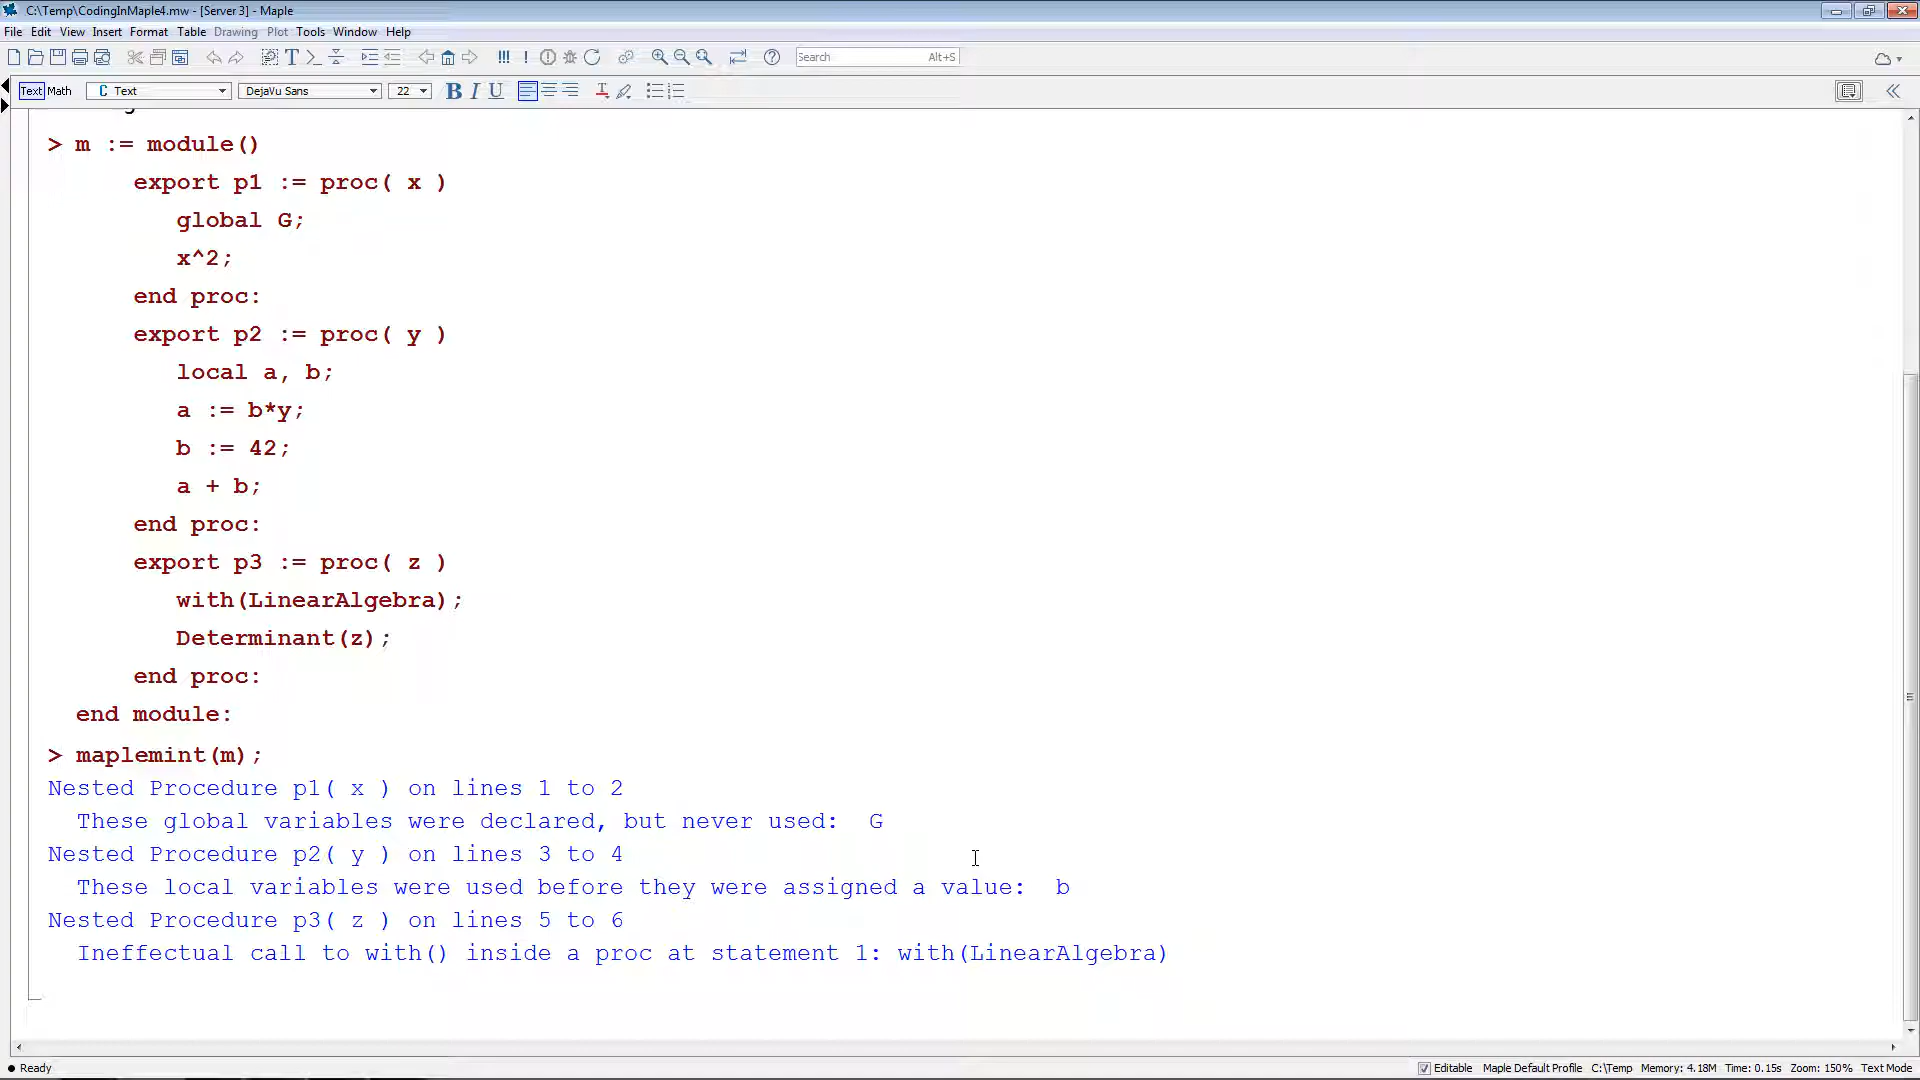 C:\Temp\CodingInMaple4.mw - [Server 3] - Maple
File Edit View Insert Format Table Drawing Plot Tools Window Help
Search Alt+S
Text Math C Text DejaVu Sans 22 B I U
> m := module()
export p1 := proc( x )
global G;
x^2;
end proc:
export p2 := proc( y )
local a, b;
a := b*y;
b := 42;
a + b;
end proc:
export p3 := proc( z )
with(LinearAlgebra);
Determinant(z);
end proc:
end module:
> maplemint(m);
Nested Procedure p1( x ) on lines 1 to 2
These global variables were declared, but never used:  G
Nested Procedure p2( y ) on lines 3 to 4
These local variables were used before they were assigned a value:  b
Nested Procedure p3( z ) on lines 5 to 6
Ineffectual call to with() inside a proc at statement 1: with(LinearAlgebra)
Ready Editable Maple Default Profile C:\Temp Memory: 4.18M Time: 0.15s Zoom: 150% Text Mode